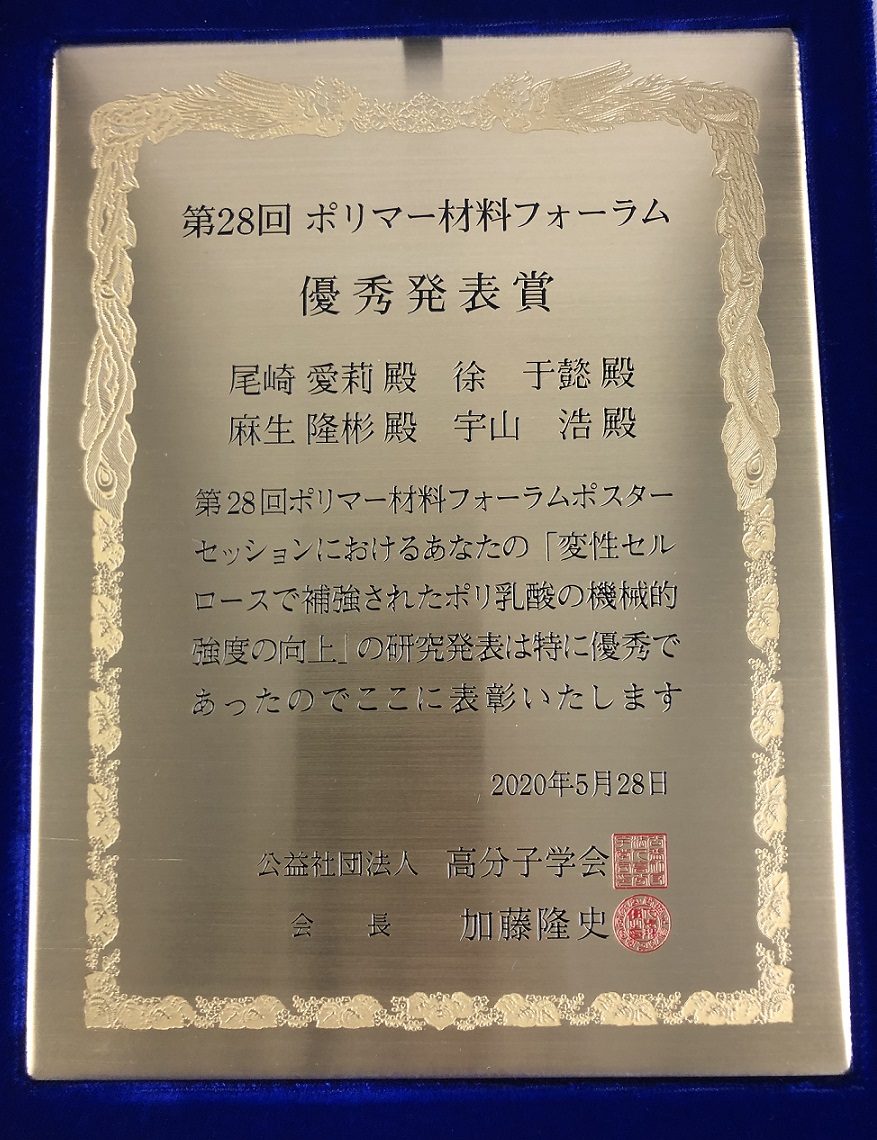 第28回 ポリマー材料フォーラム
優秀発表賞
尾崎 愛莉 殿 徐 于懿 殿
麻生 隆彬 殿 宇山 浩 殿
第28回ポリマー材料フォーラムポスター
セッションにおけるあなたの「変性セル
ロースで補強されたポリ乳酸の機械的
強度の向上」の研究発表は特に優秀で
あったのでここに表彰いたします
2020年5月28日
公益社団法人 高分子学会
会 長 加藤隆史